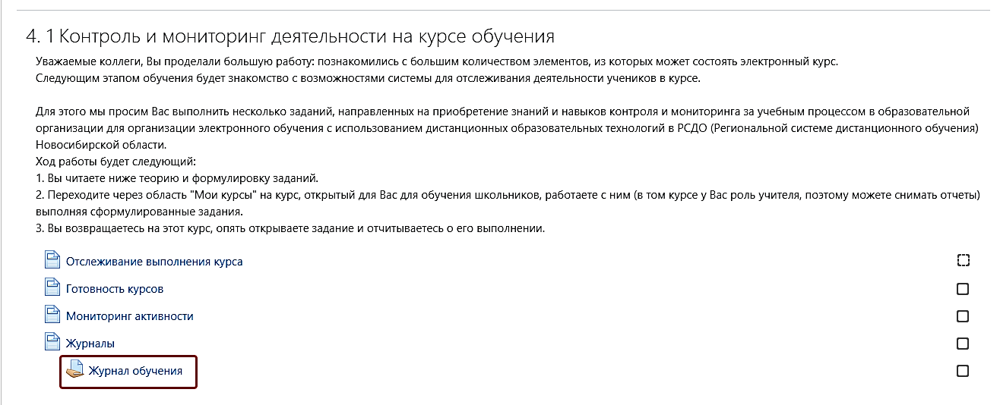 4. 1 Контроль и мониторинг деятельности на курсе обучения
Уважаемые коллеги, Вы проделали большую работу: познакомились с большим количеством элементов, из которых может состоять электронный курс.
Следующим этапом обучения будет знакомство с возможностями системы для отслеживания деятельности учеников в курсе.
Для этого мы просим Вас выполнить несколько заданий, направленных на приобретение знаний и навыков контроля и мониторинга за учебным процессом в образовательной
организации для организации электронного обучения с использованием дистанционных образовательных технологий в РСДО (Региональной системе дистанционного обучения)
Новосибирской области.
Ход работы будет следующий:
1. Вы читаете ниже теорию и формулировку заданий.
2. Переходите через область "Мои курсы" на курс, открытый для Вас для обучения школьников, работаете с ним (в том курсе у Вас роль учителя, поэтому можете снимать отчеты)
выполняя сформулированные задания.
3. Вы возвращаетесь на этот курс, опять открываете задание и отчитываетесь о его выполнении.
Отслеживание выполнения курса
Готовность курсов
Мониторинг активности
Журналы
Журнал обучения